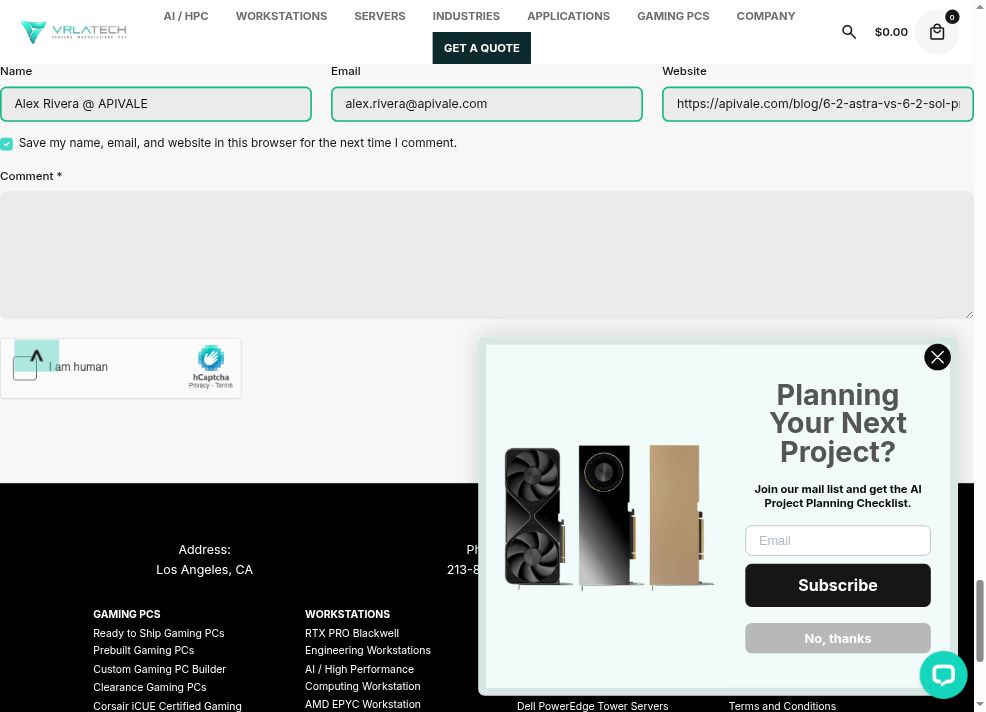 AI / HPC
WORKSTATIONS
SERVERS
INDUSTRIES
APPLICATIONS
GAMING PCS
COMPANY
VRLATECH
$0.00
0
GET A QUOTE
Name
Email
Website
Alex Rivera @ APIVALE
alex.rivera@apivale.com
https://apivale.com/blog/6-2-astra-vs-6-2-sol-p
Save my name, email, and website in this browser for the next time I comment.
Comment *
I am human
hCaptcha
Privacy - Terms
Planning
Your Next
Project?
Join our mail list and get the AI
Project Planning Checklist.
Email
Subscribe
No, thanks
Address:
Los Angeles, CA
Ph
213-8
GAMING PCS
Ready to Ship Gaming PCs
Prebuilt Gaming PCs
Custom Gaming PC Builder
Clearance Gaming PCs
Corsair iCUE Certified Gaming
WORKSTATIONS
RTX PRO Blackwell
Engineering Workstations
AI / High Performance
Computing Workstation
AMD EPYC Workstation
Dell PowerEdge Tower Servers
Terms and Conditions